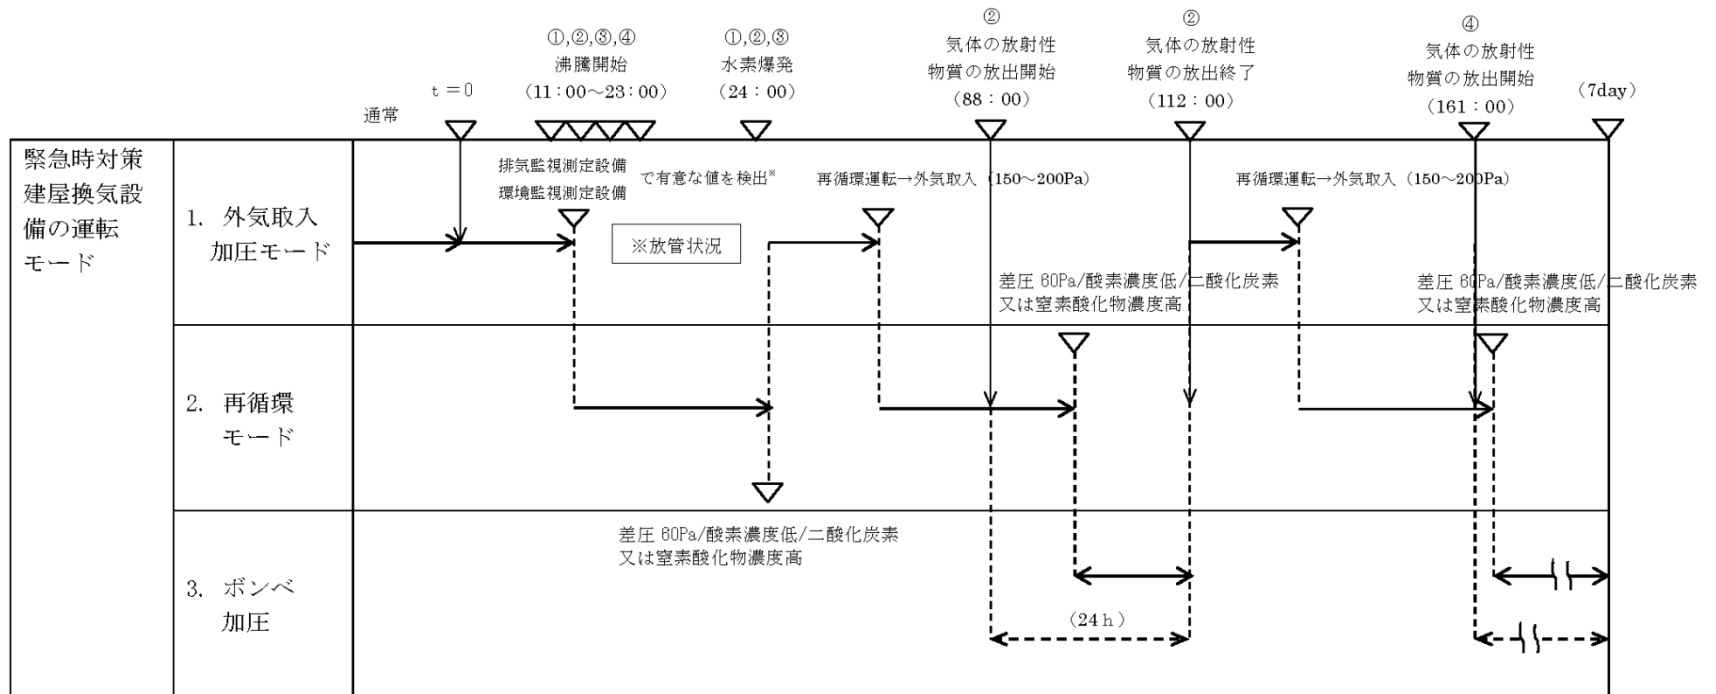 ①,②,③,④
沸騰開始
(11：00～23：00)
①,②,③
水素爆発
(24：00)
②
気体の放射性
物質の放出開始
(88：00)
②
気体の放射性
物質の放出終了
(112：00)
④
気体の放射性
物質の放出開始
(161：00)
(7day)
通常
t＝0
緊急時対策
建屋換気設
備の運転
モード
1. 外気取入
加圧モード
排気監視測定設備
環境監視測定設備
で有意な値を検出※
※放管状況
再循環運転→外気取入（150～200Pa）
再循環運転→外気取入（150～200Pa）
差圧 60Pa/酸素濃度低/二酸化炭素
又は窒素酸化物濃度高
差圧 60Pa/酸素濃度低/二酸化炭素
又は窒素酸化物濃度高
2. 再循環
モード
差圧 60Pa/酸素濃度低/二酸化炭素
又は窒素酸化物濃度高
3. ボンベ
加圧
（24ｈ）